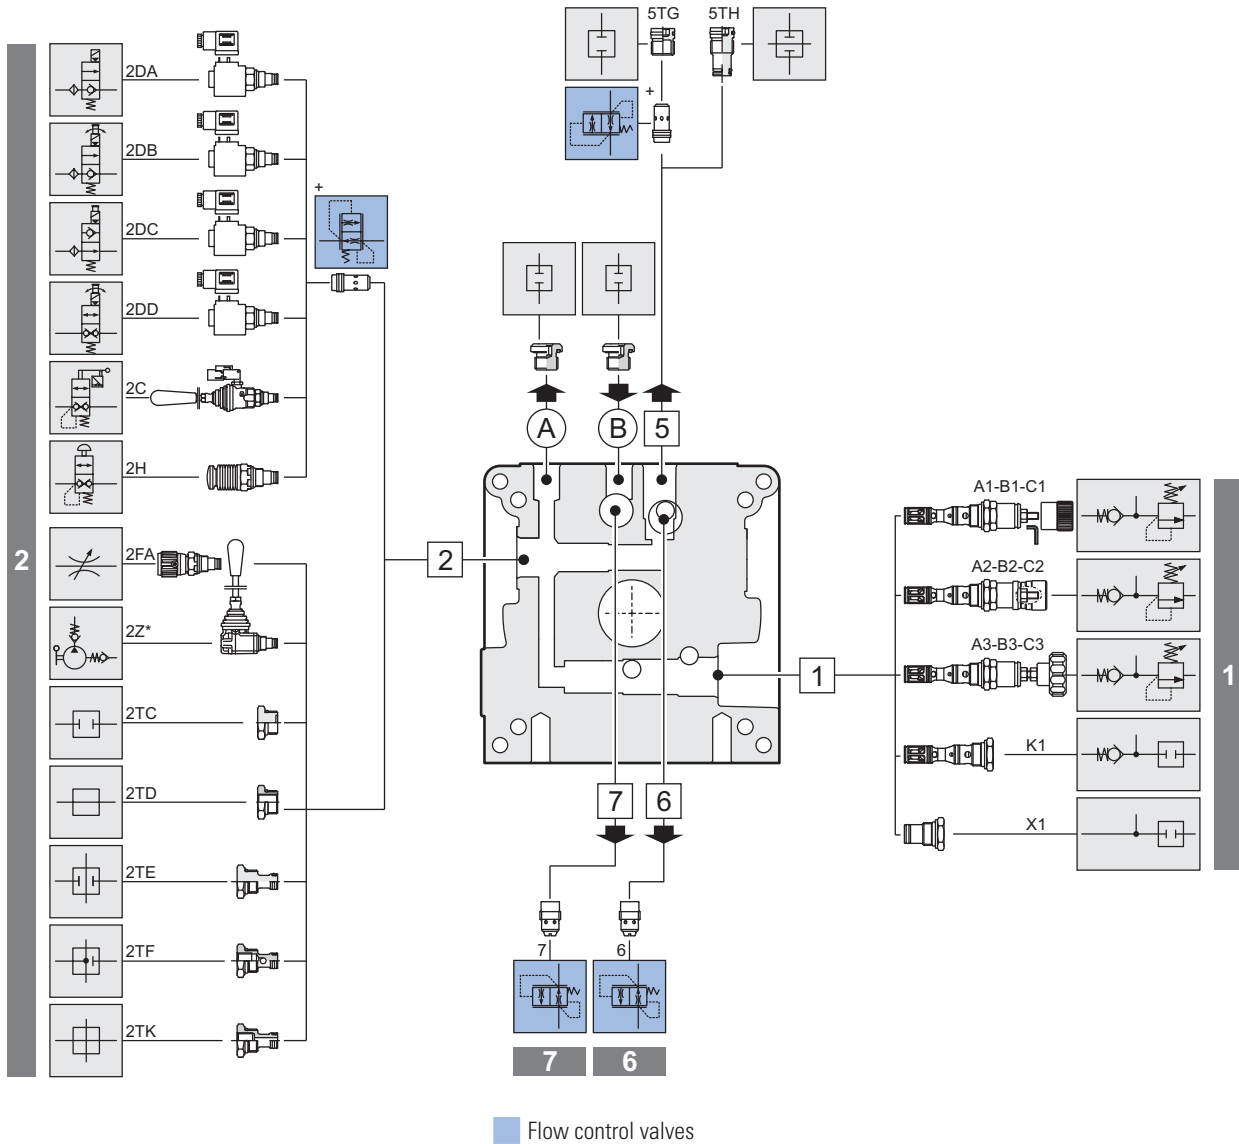 5TG
5TH
+
2DA
2DB
+
2DC
2DD
2C
2H
A
B
5
A1-B1-C1
2
2FA
2
A2-B2-C2
2Z*
A3-B3-C3
1
1
2TC
K1
2TD
7
6
X1
2TE
2TF
7
6
2TK
7
6
Flow control valves